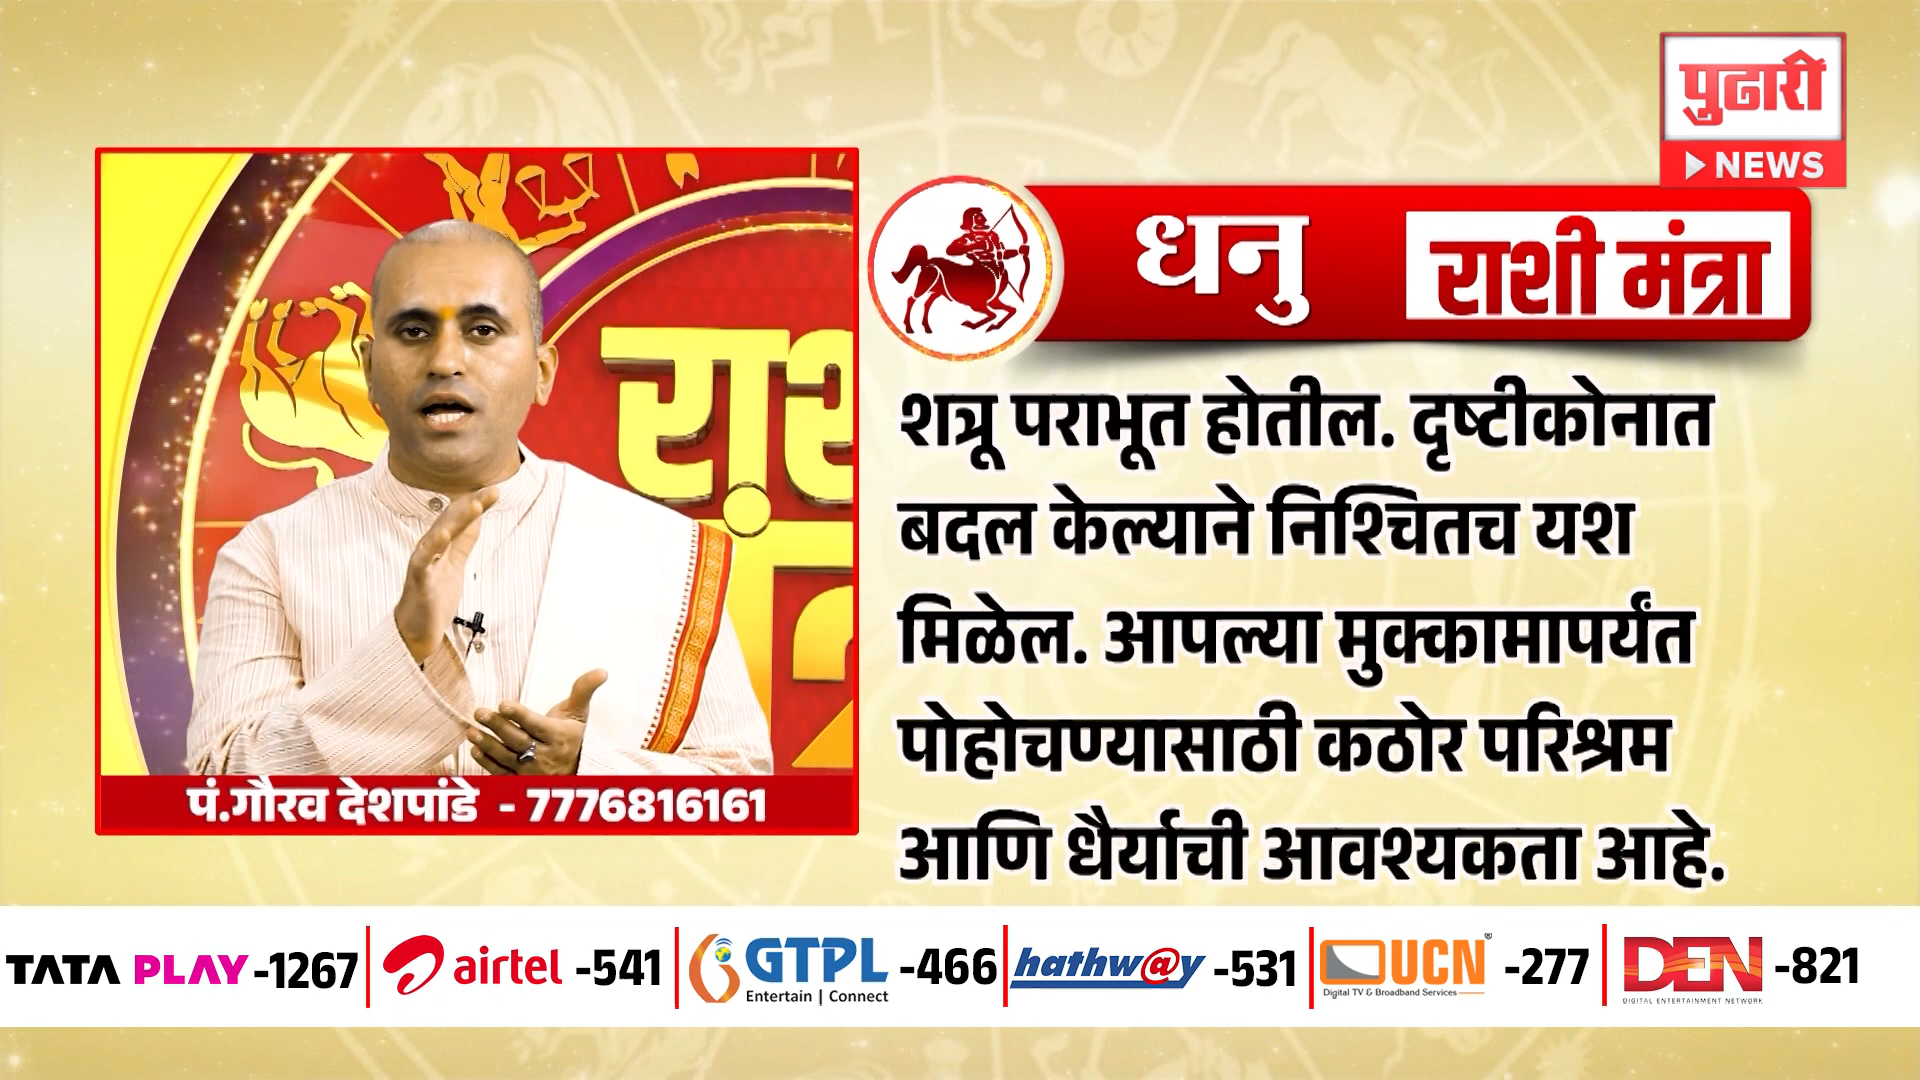 पुढारी
NEWS
धनु
राशी मंत्रा
शत्रू पराभूत होतील. दृष्टीकोनात
बदल केल्याने निश्चितच यश
मिळेल. आपल्या मुक्कामापर्यंत
पोहोचण्यासाठी कठोर परिश्रम
आणि धैर्याची आवश्यकता आहे.
पं.गौरव देशपांडे - 7776816161
TATA PLAY -1267 airtel -541 GTPL Entertain | Connect -466 hathw@y -531 UCN Digital TV & Broadband Services -277 DEN DIGITAL ENTERTAINMENT NETWORK -821